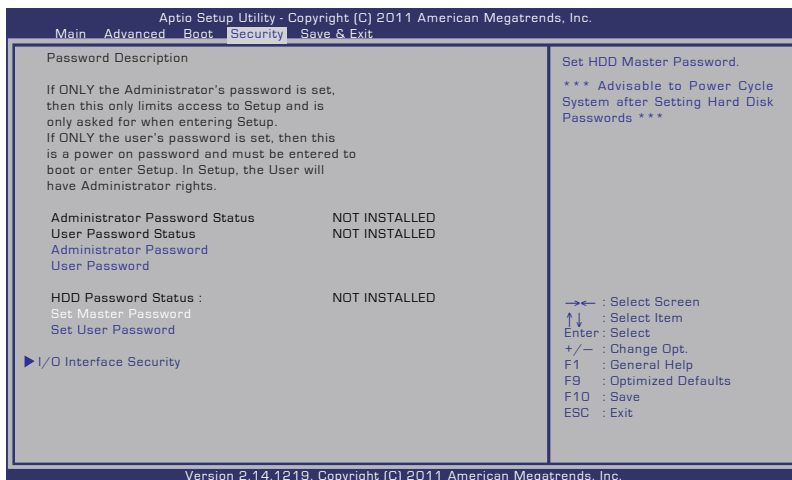 Aptio Setup Utility - Copyright (C) 2011 American Megatrends, Inc.
Main Advanced Boot Security Save & Exit
Password Description
If ONLY the Administrator's password is set,
then this only limits access to Setup and is
only asked for when entering Setup.
If ONLY the user's password is set, then this
is a power on password and must be entered to
boot or enter Setup. In Setup, the User will
have Administrator rights.
Administrator Password Status NOT INSTALLED
User Password Status NOT INSTALLED
Administrator Password
User Password
HDD Password Status : NOT INSTALLED
Set Master Password
Set User Password
I/O Interface Security
Set HDD Master Password.
*** Advisable to Power Cycle
System after Setting Hard Disk
Passwords ***
→← : Select Screen
↑↓ : Select Item
Enter : Select
+/— : Change Opt.
F1 : General Help
F9 : Optimized Defaults
F10 : Save
ESC : Exit
Version 2.14.1219. Copyright (C) 2011 American Megatrends, Inc.